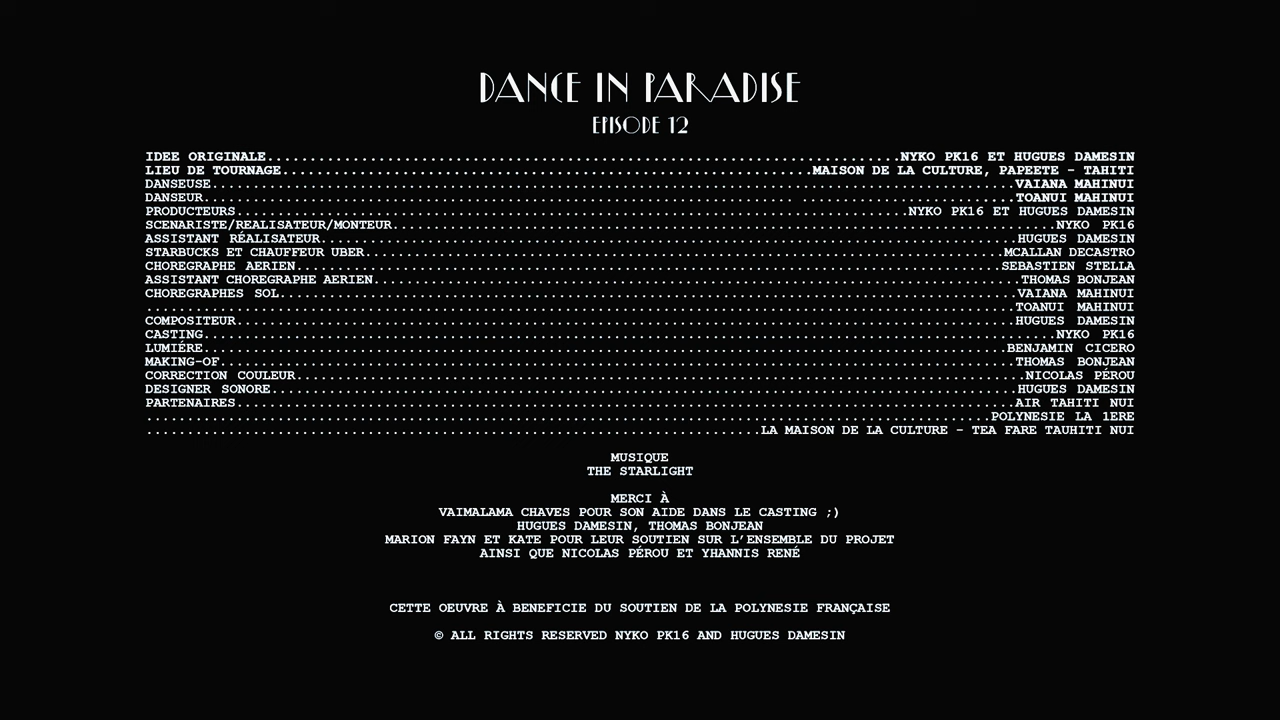 DANCE IN PARADISE
EPISODE 12
IDEE ORIGINALE..........NYKO PK16 ET HUGUES DAMESIN
LIEU DE TOURNAGE..........MAISON DE LA CULTURE, PAPEETE - TAHITI
DANSEUSE..........VAIANA MAHINUI
DANSEUR..........TOANUI MAHINUI
PRODUCTEURS..........NYKO PK16 ET HUGUES DAMESIN
SCENARISTE/REALISATEUR/MONTEUR..........NYKO PK16
ASSISTANT RÉALISATEUR..........HUGUES DAMESIN
STARBUCKS ET CHAUFFEUR UBER..........MCALLAN DECASTRO
CHOREGRAPHE AERIEN..........SEBASTIEN STELLA
ASSISTANT CHOREGRAPHE AERIEN..........THOMAS BONJEAN
CHOREGRAPHES SOL..........VAIANA MAHINUI
..........TOANUI MAHINUI
COMPOSITEUR..........HUGUES DAMESIN
CASTING..........NYKO PK16
LUMIÉRE..........BENJAMIN CICERO
MAKING-OF..........THOMAS BONJEAN
CORRECTION COULEUR..........NICOLAS PÉROU
DESIGNER SONORE..........HUGUES DAMESIN
PARTENAIRES..........AIR TAHITI NUI
..........POLYNESIE LA 1ERE
..........LA MAISON DE LA CULTURE - TEA FARE TAUHITI NUI
MUSIQUE
THE STARLIGHT
MERCI À
VAIMALAMA CHAVES POUR SON AIDE DANS LE CASTING ;)
HUGUES DAMESIN, THOMAS BONJEAN
MARION FAYN ET KATE POUR LEUR SOUTIEN SUR L'ENSEMBLE DU PROJET
AINSI QUE NICOLAS PÉROU ET YHANNIS RENÉ
CETTE OEUVRE À BENEFICIE DU SOUTIEN DE LA POLYNESIE FRANÇAISE
© ALL RIGHTS RESERVED NYKO PK16 AND HUGUES DAMESIN